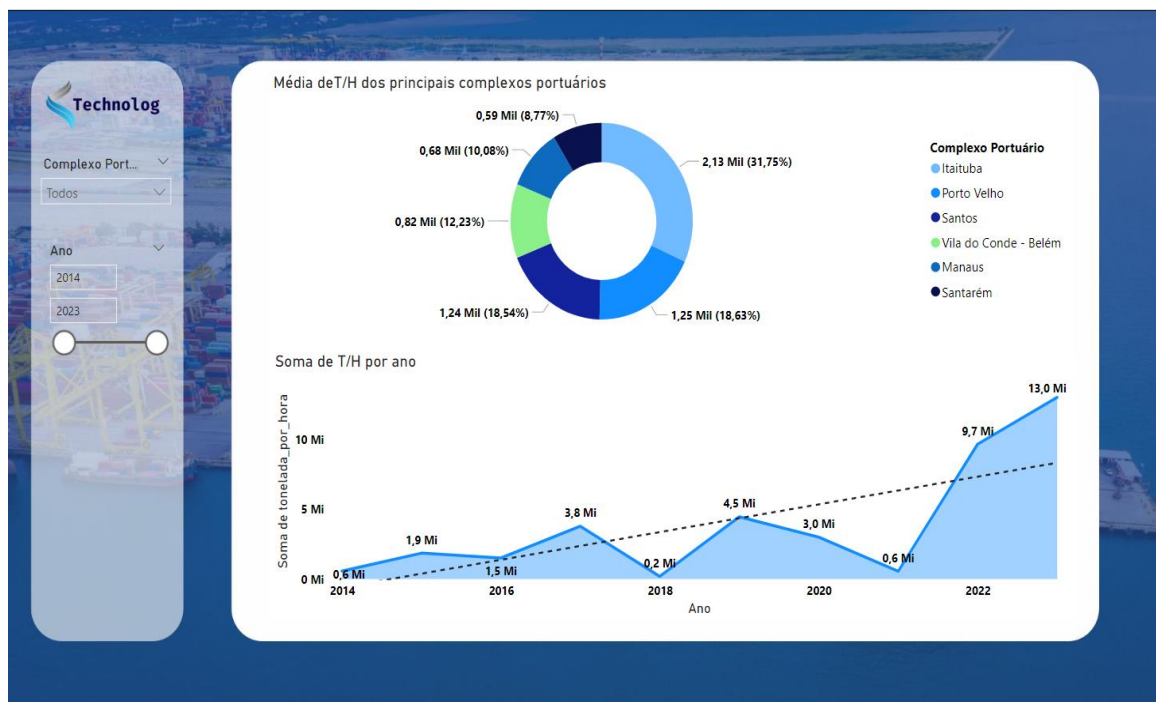 Technolog
Complexo Port...
Todos
Ano
2014
2023
Média deT/H dos principais complexos portuários
0,59 Mil (8,77%)
0,68 Mil (10,08%)
2,13 Mil (31,75%)
0,82 Mil (12,23%)
1,24 Mil (18,54%)
1,25 Mil (18,63%)
Complexo Portuário
Itaituba
Porto Velho
Santos
Vila do Conde - Belém
Manaus
Santarém
Soma de T/H por ano
Soma de tonelada_por_hora
10 Mi
5 Mi
0 Mi
0,6 Mi
1,9 Mi
1,5 Mi
3,8 Mi
0,2 Mi
4,5 Mi
3,0 Mi
0,6 Mi
9,7 Mi
13,0 Mi
2014
2016
2018
2020
2022
Ano